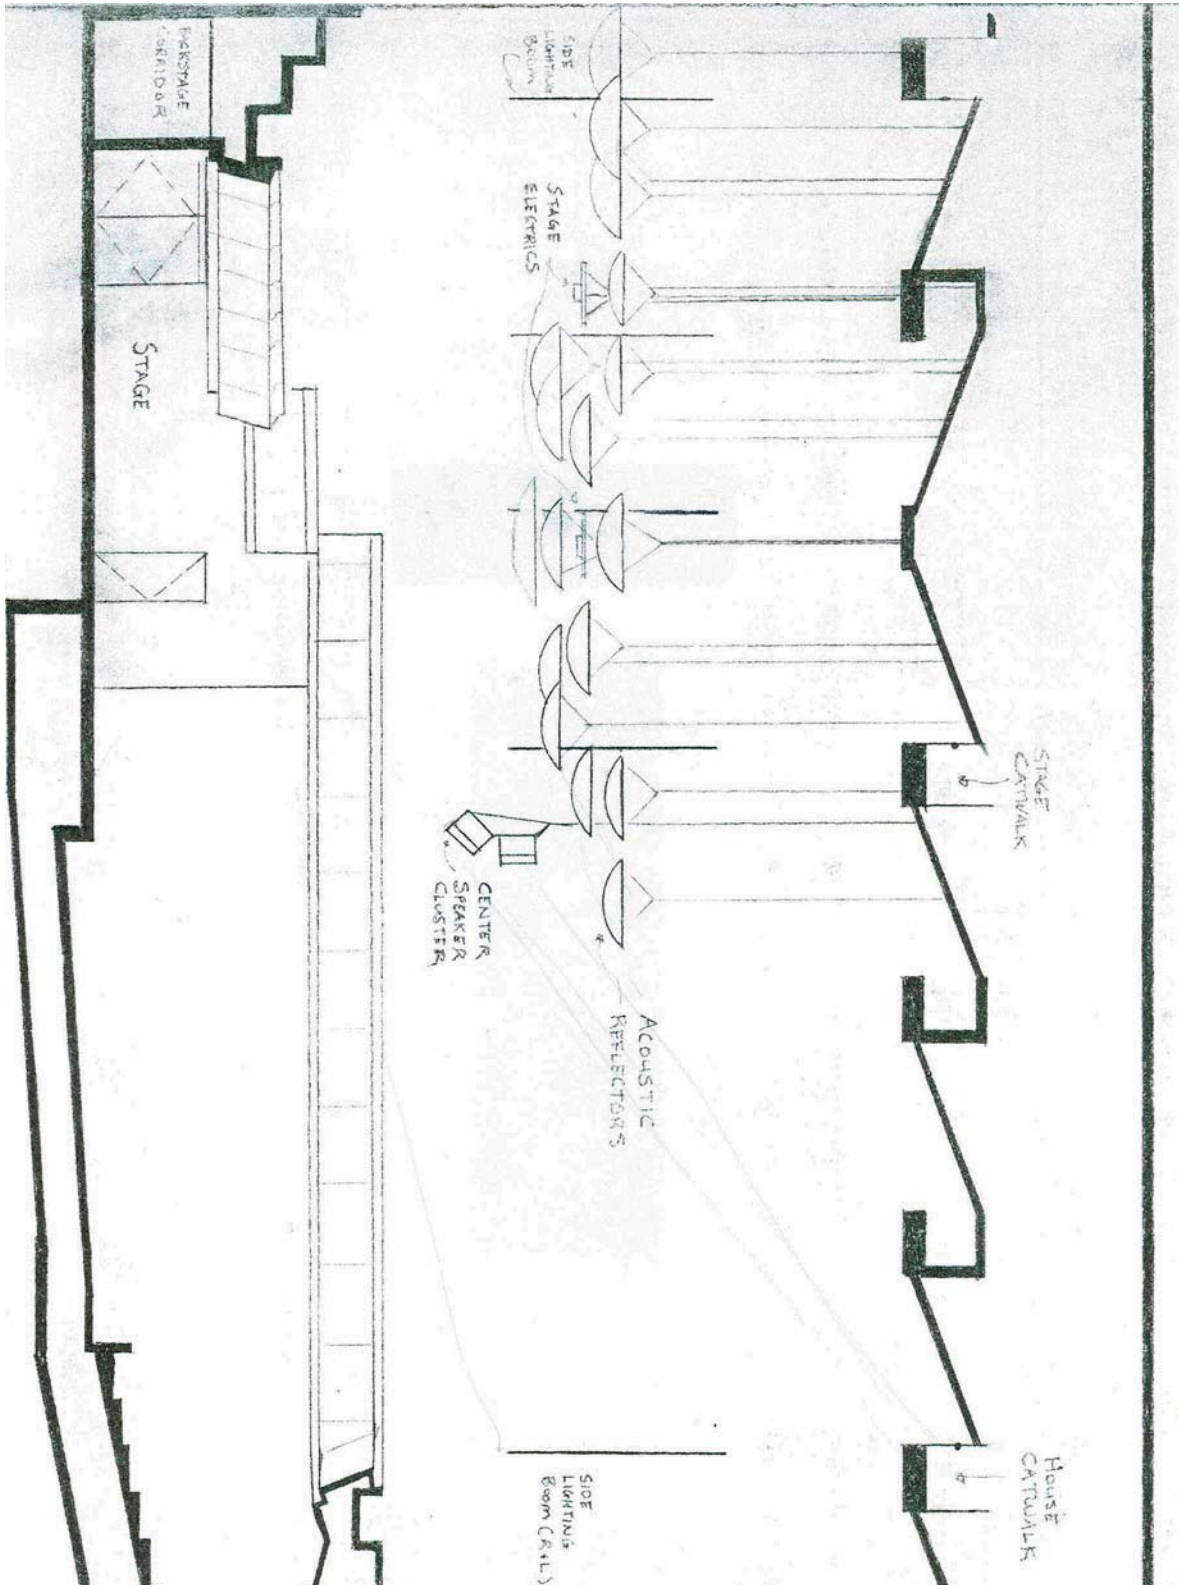 BACKSTAGE
CORRIDOR
SIDE
LIGHTING
BOOM
STAGE
ELECTRICS
STAGE
STAGE
CATWALK
CENTER
SPEAKER
CLUSTER
ACOUSTIC
REFLECTORS
SIDE
LIGHTING
BOOM (R+L)
HOUSE
CATWALK